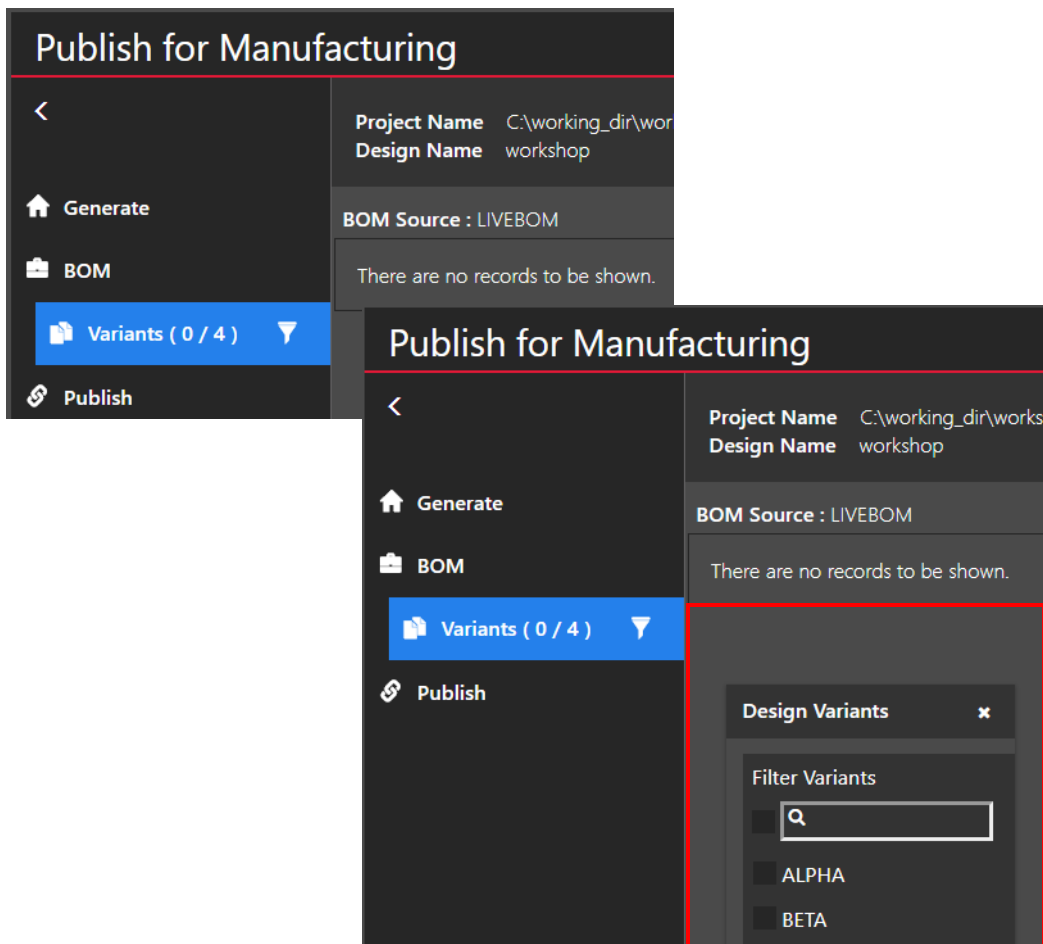 Publish for Manufacturing
Project Name C:\working_dir\wor
Design Name workshop
Generate
BOM Source : LIVEBOM
BOM
There are no records to be shown.
Variants ( 0 / 4 )
Publish
Publish for Manufacturing
Project Name C:\working_dir\works
Design Name workshop
Generate
BOM Source : LIVEBOM
BOM
There are no records to be shown.
Variants ( 0 / 4 )
Publish
Design Variants
Filter Variants
ALPHA
BETA